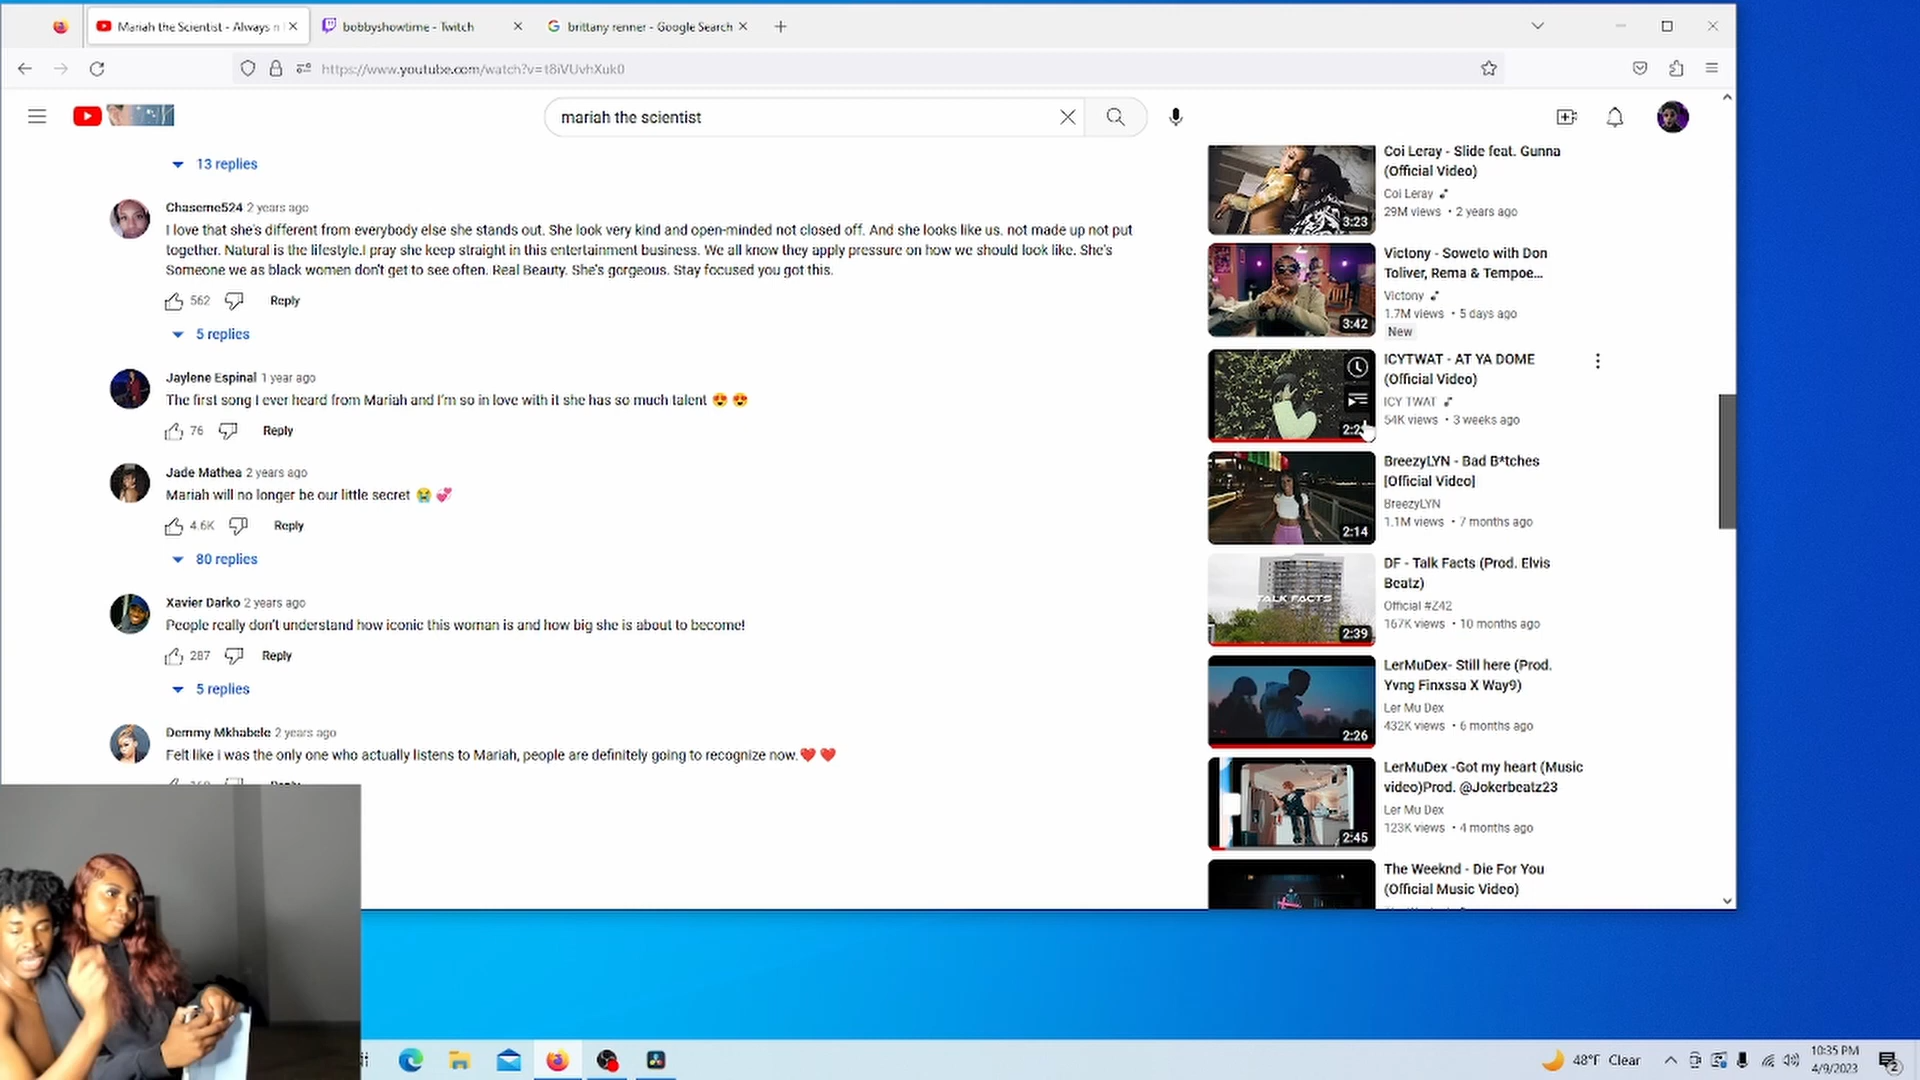 Mariah the Scientist - Always n
bobbyshowtime - Twitch
brittany renner - Google Search
https://www.youtube.com/watch?v=t8iVUvhXuk0
mariah the scientist
13 replies
Chaseme524 2 years ago
I love that she's different from everybody else she stands out. She look very kind and open-minded not closed off. And she looks like us. not made up not put
together. Natural is the lifestyle.I pray she keep straight in this entertainment business. We all know they apply pressure on how we should look like. She's
Someone we as black women don't get to see often. Real Beauty. She's gorgeous. Stay focused you got this.
562 Reply
5 replies
Jaylene Espinal 1 year ago
The first song I ever heard from Mariah and I'm so in love with it she has so much talent 😍 😍
76 Reply
Jade Mathea 2 years ago
Mariah will no longer be our little secret 😭 💞
4.6K Reply
80 replies
Xavier Darko 2 years ago
People really don't understand how iconic this woman is and how big she is about to become!
287 Reply
5 replies
Demmy Mkhabele 2 years ago
Felt like i was the only one who actually listens to Mariah, people are definitely going to recognize now.❤️ ❤️
Coi Leray - Slide feat. Gunna
(Official Video)
Coi Leray
29M views • 2 years ago
3:23
Victony - Soweto with Don
Toliver, Rema & Tempoe...
Victony
1.7M views • 5 days ago
New
3:42
ICYTWAT - AT YA DOME
(Official Video)
ICY TWAT
54K views • 3 weeks ago
BreezyLYN - Bad B*tches
[Official Video]
BreezyLYN
1.1M views • 7 months ago
2:14
DF - Talk Facts (Prod. Elvis
Beatz)
Official #Z42
167K views • 10 months ago
TALK FACTS
2:39
LerMuDex- Still here (Prod.
Yvng Finxssa X Way9)
Ler Mu Dex
432K views • 6 months ago
2:26
LerMuDex -Got my heart (Music
video)Prod. @Jokerbeatz23
Ler Mu Dex
123K views • 4 months ago
2:45
The Weeknd - Die For You
(Official Music Video)
48°F Clear
10:35 PM
4/9/2023
2